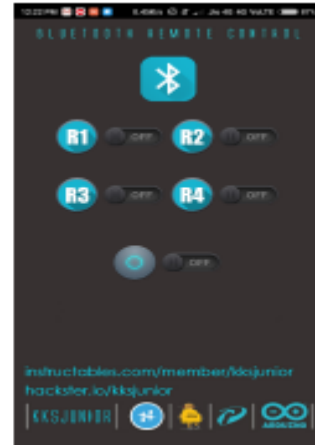 BLUETOOTH REMOTE CONTROL
R1 OFF R2 OFF
R3 OFF R4 OFF
OFF
instructables.com/member/kksjunior
hackster.io/kksjunior
KKSJUNIOR
ARDUINO